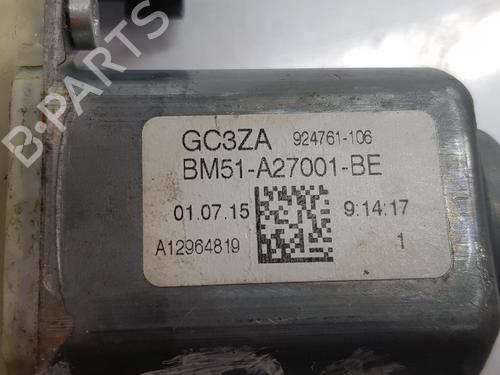 GC3ZA 924761-106
BM51-A27001-BE
01.07.15 9:14:17
A12964819 1
B-PARTS